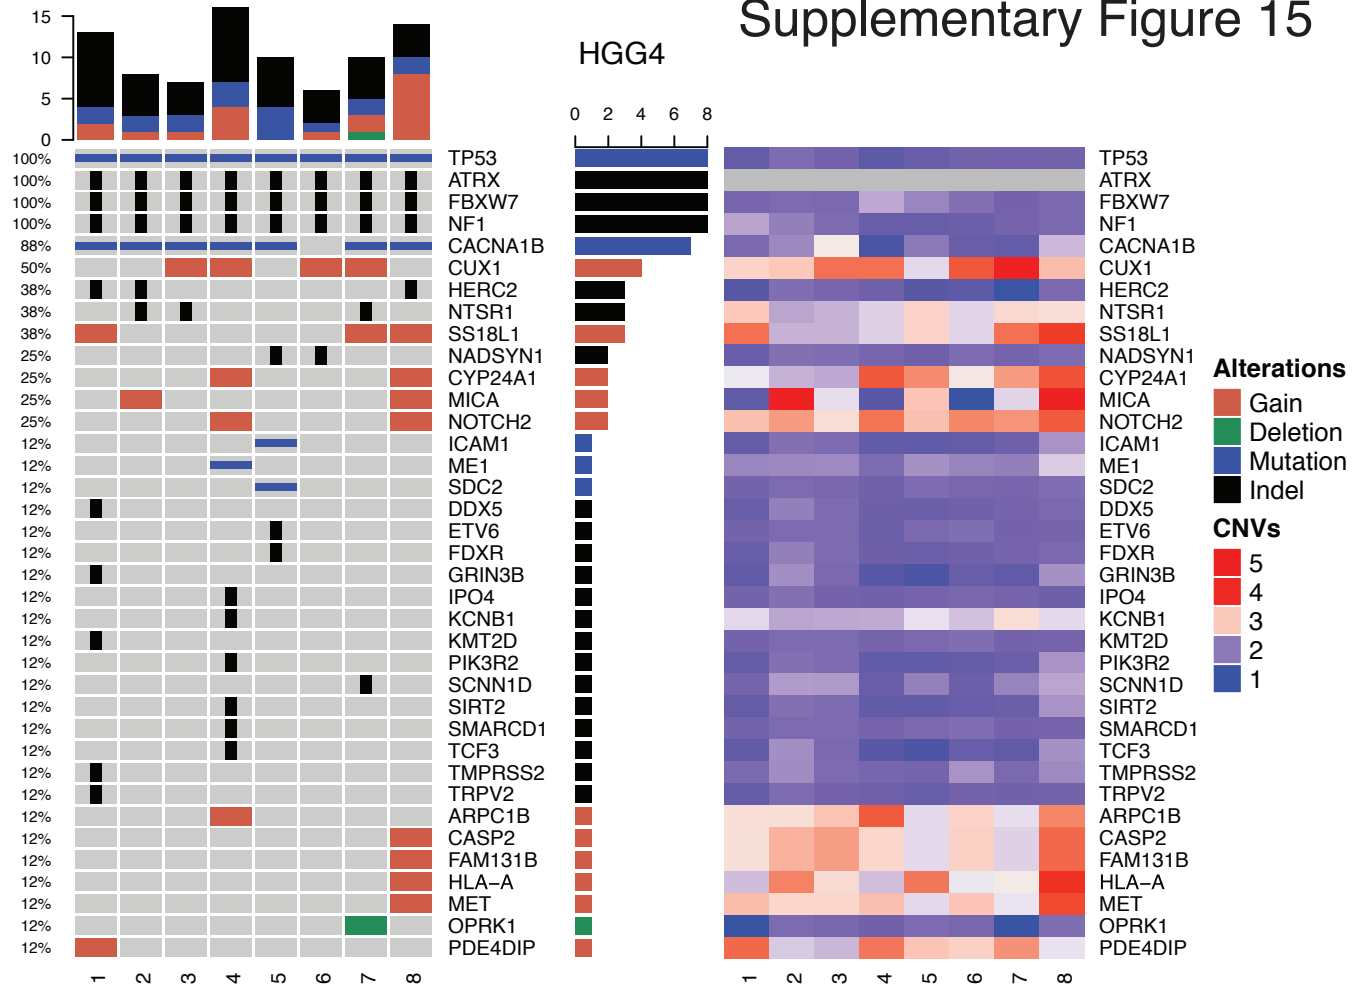 Supplementary Figure 15
HGG4
15
10
5
0
0 2 4 6 8
100% TP53 TP53
100% ATRX ATRX
100% FBXW7 FBXW7
100% NF1 NF1
88% CACNA1B CACNA1B
50% CUX1 CUX1
38% HERC2 HERC2
38% NTSR1 NTSR1
38% SS18L1 SS18L1
25% NADSYN1 NADSYN1
25% CYP24A1 CYP24A1
25% MICA MICA
25% NOTCH2 NOTCH2
12% ICAM1 ICAM1
12% ME1 ME1
12% SDC2 SDC2
12% DDX5 DDX5
12% ETV6 ETV6
12% FDXR FDXR
12% GRIN3B GRIN3B
12% IPO4 IPO4
12% KCNB1 KCNB1
12% KMT2D KMT2D
12% PIK3R2 PIK3R2
12% SCNN1D SCNN1D
12% SIRT2 SIRT2
12% SMARCD1 SMARCD1
12% TCF3 TCF3
12% TMPRSS2 TMPRSS2
12% TRPV2 TRPV2
12% ARPC1B ARPC1B
12% CASP2 CASP2
12% FAM131B FAM131B
12% HLA−A HLA−A
12% MET MET
12% OPRK1 OPRK1
12% PDE4DIP PDE4DIP
1 2 3 4 5 6 7 8 1 2 3 4 5 6 7 8
Alterations
Gain
Deletion
Mutation
Indel
CNVs
5
4
3
2
1